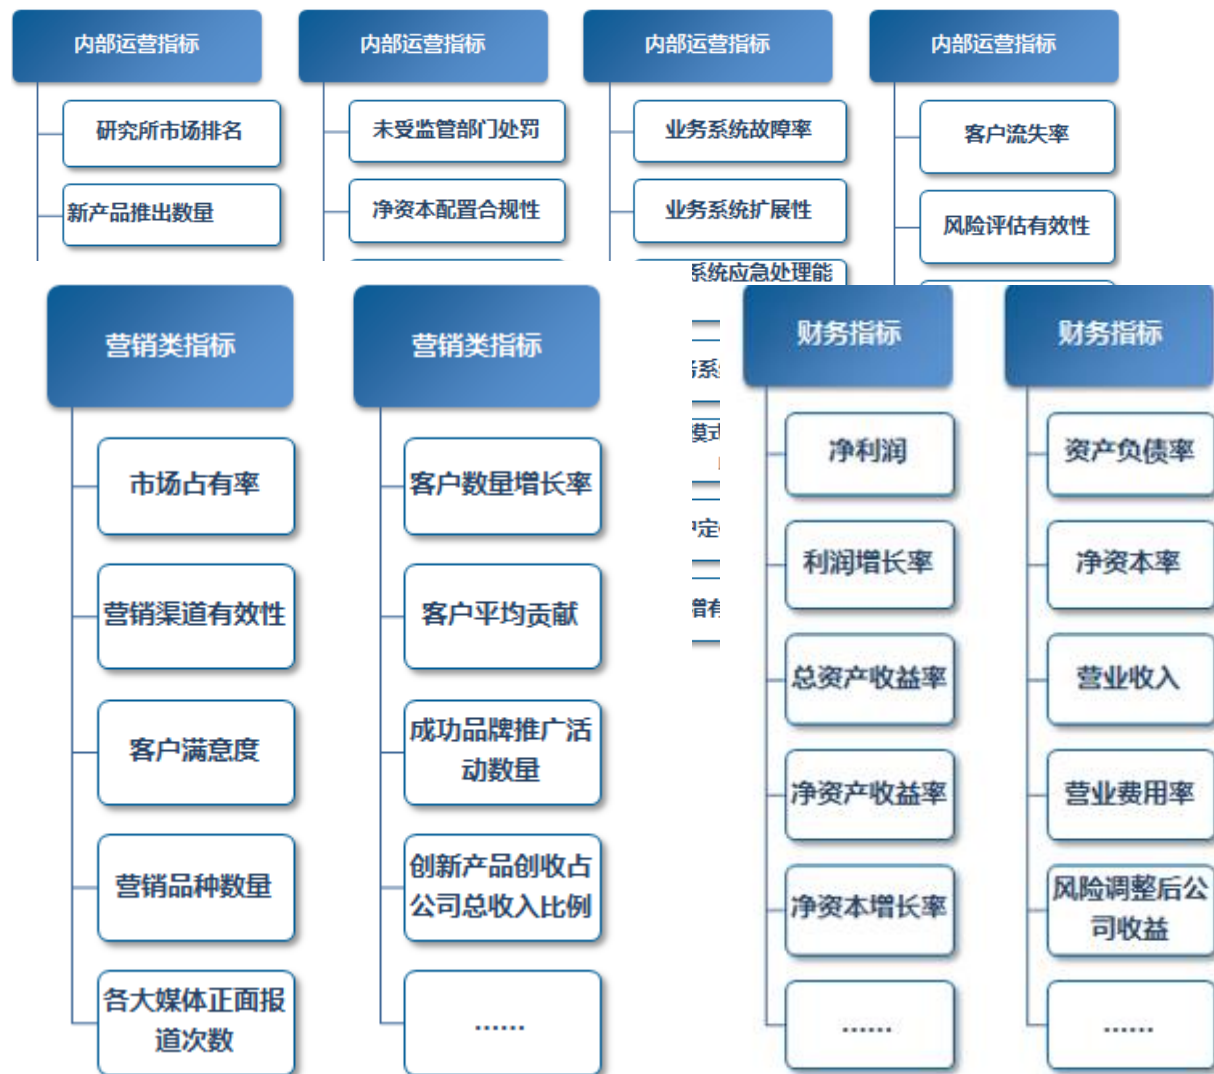 内部运营指标
研究所市场排名
新产品推出数量
内部运营指标
未受监管部门处罚
净资本配置合规性
内部运营指标
业务系统故障率
业务系统扩展性
系统应急处理能
内部运营指标
客户流失率
风险评估有效性
营销类指标
市场占有率
营销渠道有效性
客户满意度
营销品种数量
各大媒体正面报
道次数
营销类指标
客户数量增长率
客户平均贡献
成功品牌推广活
动数量
创新产品创收占
公司总收入比例
......
财务指标
净利润
利润增长率
总资产收益率
净资产收益率
净资本增长率
......
财务指标
资产负债率
净资本率
营业收入
营业费用率
风险调整后公
司收益
......